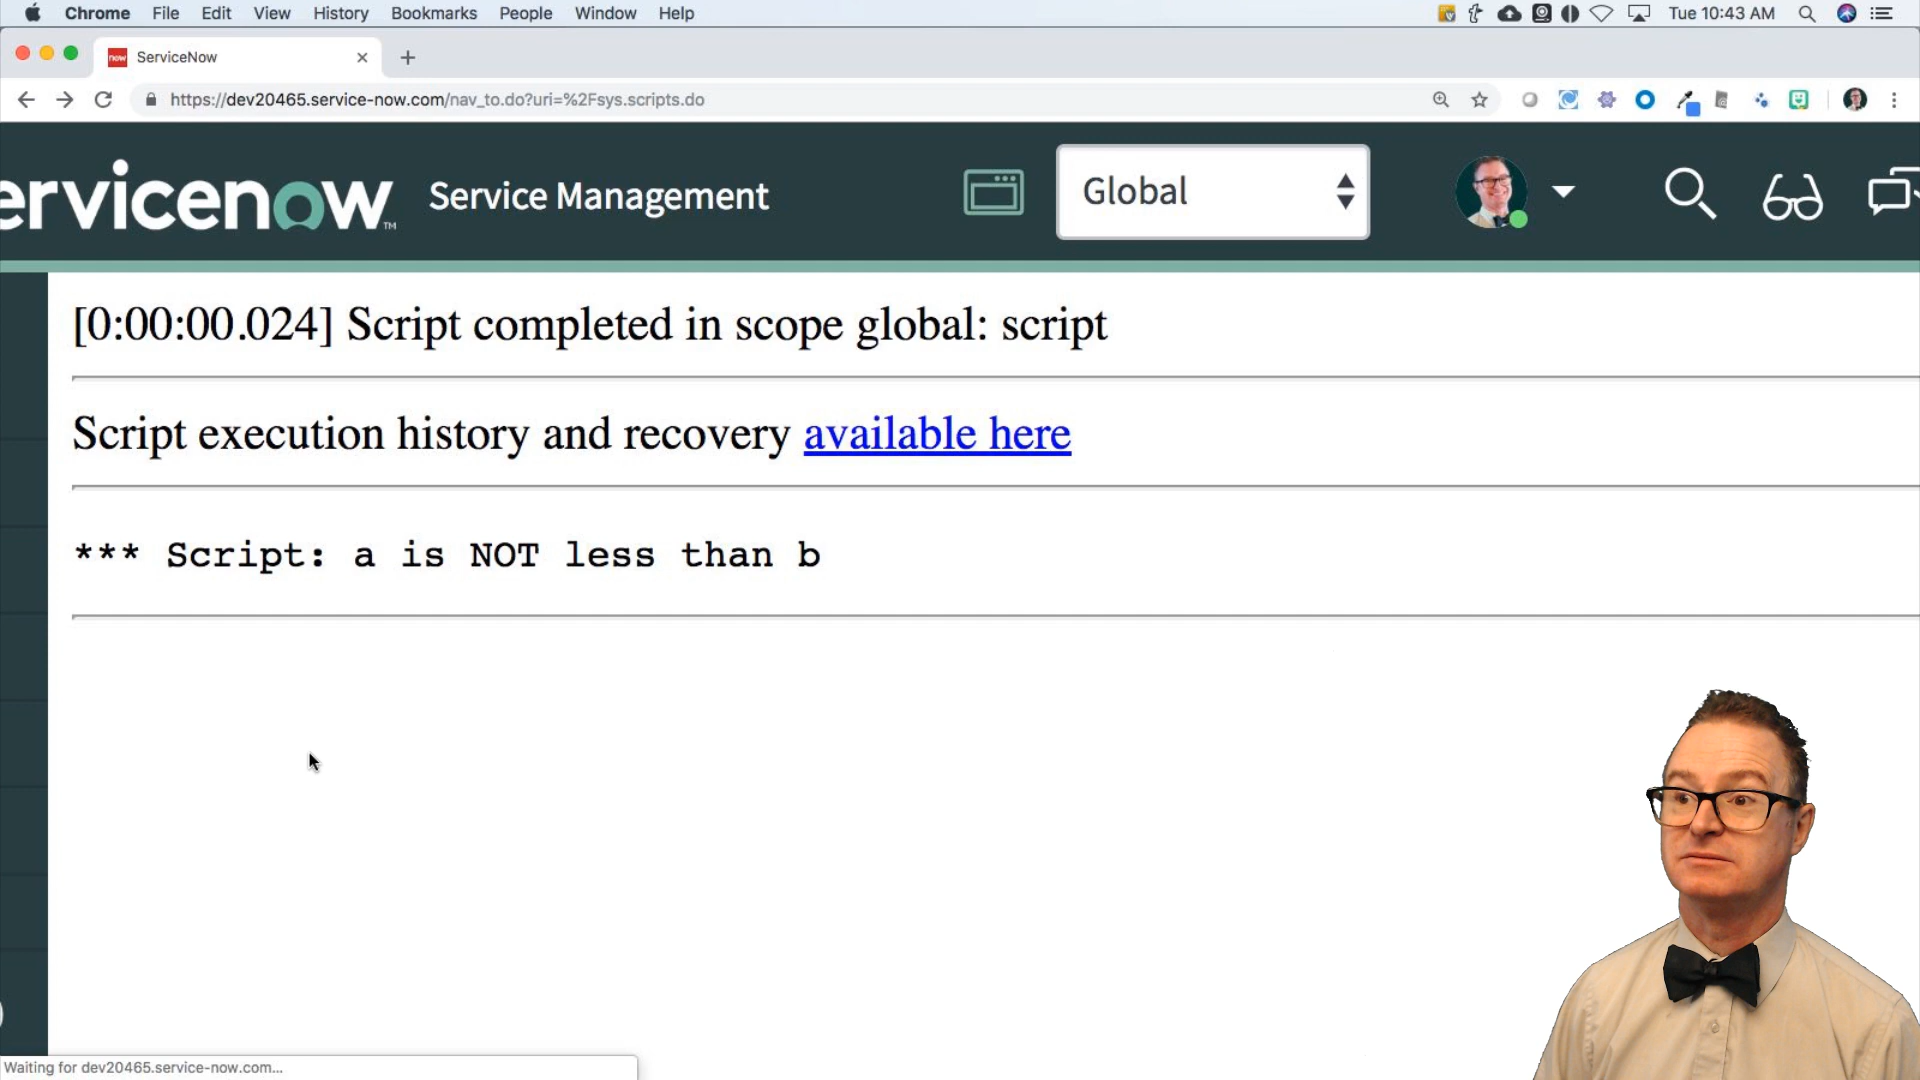 Chrome File Edit View History Bookmarks People Window Help Tue 10:43 AM
now ServiceNow
https://dev20465.service-now.com/nav_to.do?uri=%2Fsys.scripts.do
ervicenow™ Service Management Global
[0:00:00.024] Script completed in scope global: script
Script execution history and recovery available here
*** Script: a is NOT less than b
Waiting for dev20465.service-now.com...